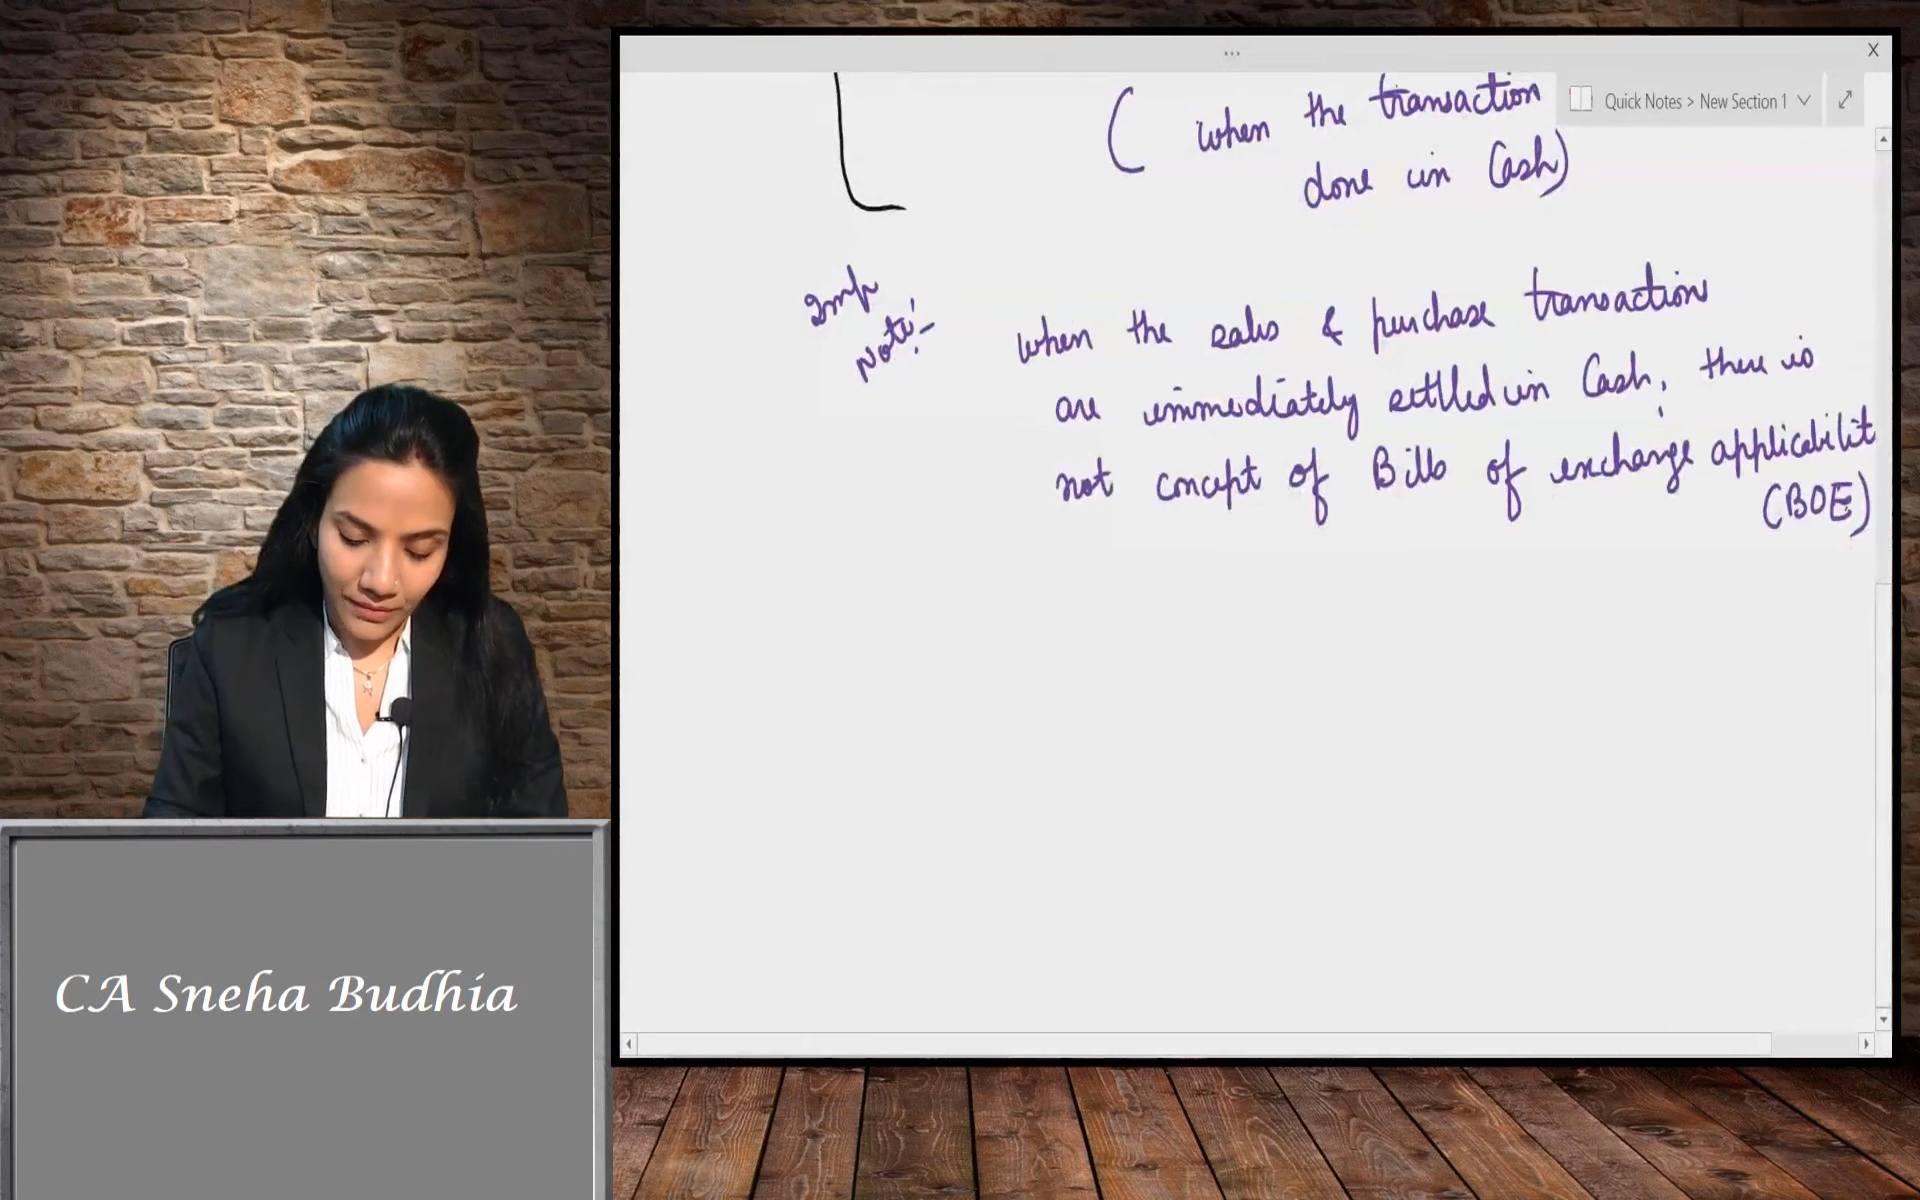 Quick Notes > New Section 1
( when the transaction
done in Cash)
Imp
Note:-
when the sales & purchase transaction
are immediately settled in Cash, there is
not concept of Bills of exchange applicabilit
(BOE)
CA Sneha Budhia